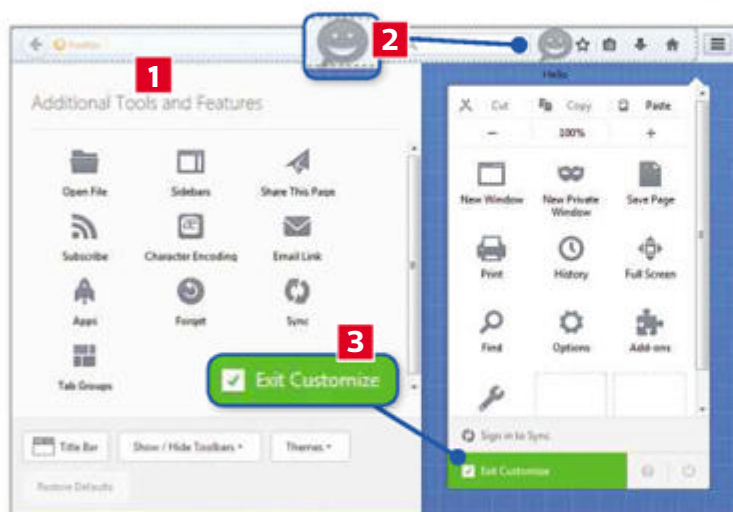 2
Firefox
1
Hello
Additional Tools and Features
Cut Copy Paste
− 100% +
Open File Sidebars Share This Page
New Window New Private Window Save Page
Subscribe Character Encoding Email Link
Print History Full Screen
Apps Forget Sync
3
Find Options Add-ons
Tab Groups
Exit Customize
Title Bar Show / Hide Toolbars Themes
Sign in to Sync
Exit Customize
Restore Defaults